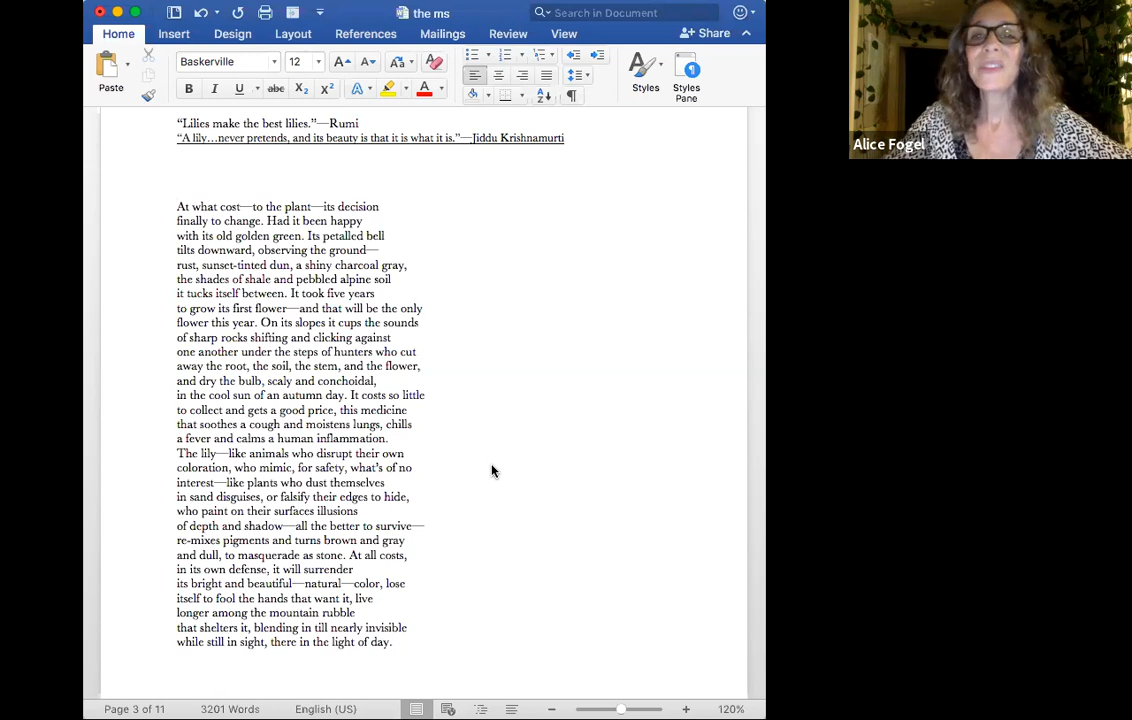 the ms
Search in Document
Home Insert Design Layout References Mailings Review View Share
Paste
Baskerville 12
Styles
Styles Pane
“Lilies make the best lilies.”—Rumi
“A lily…never pretends, and its beauty is that it is what it is.”—Jiddu Krishnamurti
At what cost—to the plant—its decision
finally to change. Had it been happy
with its old golden green. Its petalled bell
tilts downward, observing the ground—
rust, sunset-tinted dun, a shiny charcoal gray,
the shades of shale and pebbled alpine soil
it tucks itself between. It took five years
to grow its first flower—and that will be the only
flower this year. On its slopes it cups the sounds
of sharp rocks shifting and clicking against
one another under the steps of hunters who cut
away the root, the soil, the stem, and the flower,
and dry the bulb, scaly and conchoidal,
in the cool sun of an autumn day. It costs so little
to collect and gets a good price, this medicine
that soothes a cough and moistens lungs, chills
a fever and calms a human inflammation.
The lily—like animals who disrupt their own
coloration, who mimic, for safety, what’s of no
interest—like plants who dust themselves
in sand disguises, or falsify their edges to hide,
who paint on their surfaces illusions
of depth and shadow—all the better to survive—
re-mixes pigments and turns brown and gray
and dull, to masquerade as stone. At all costs,
in its own defense, it will surrender
its bright and beautiful—natural—color, lose
itself to fool the hands that want it, live
longer among the mountain rubble
that shelters it, blending in till nearly invisible
while still in sight, there in the light of day.
Page 3 of 11 3201 Words English (US) 120%
Alice Fogel